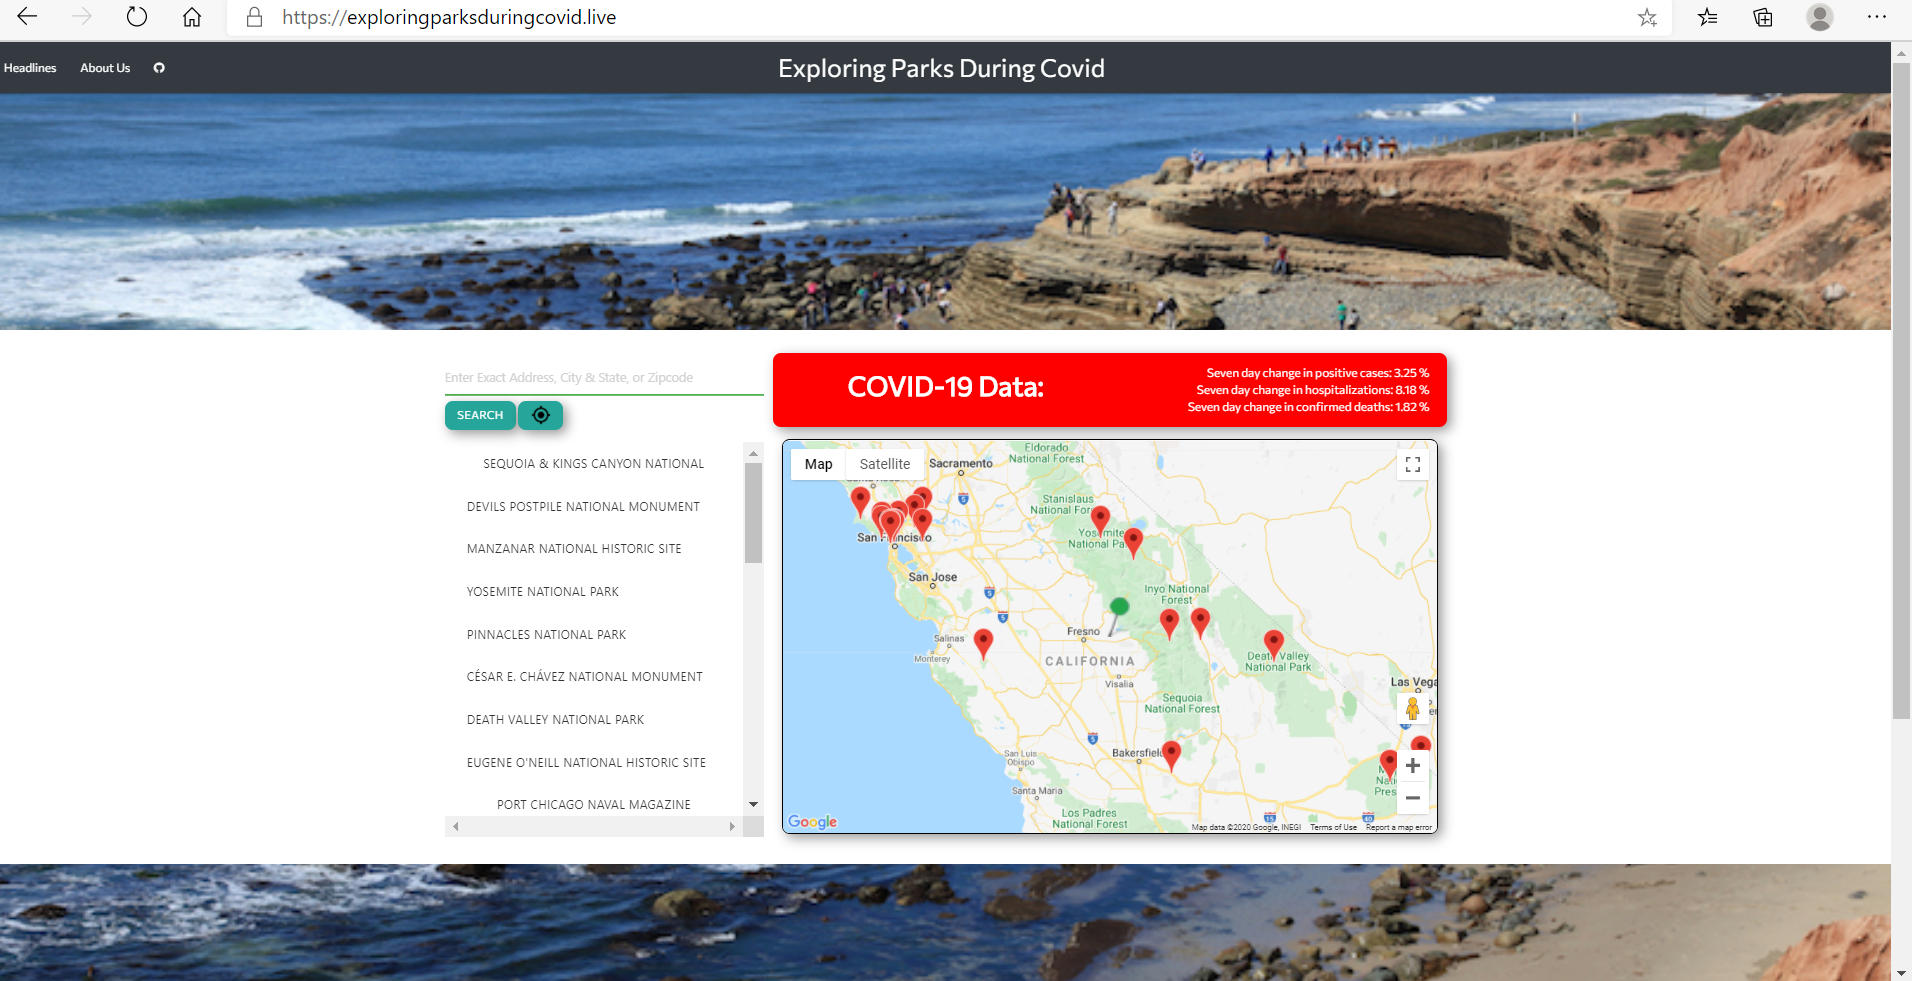 https://exploringparksduringcovid.live
Headlines
About Us
Exploring Parks During Covid
Enter Exact Address, City & State, or Zipcode
SEARCH
SEQUOIA & KINGS CANYON NATIONAL
DEVILS POSTPILE NATIONAL MONUMENT
MANZANAR NATIONAL HISTORIC SITE
YOSEMITE NATIONAL PARK
PINNACLES NATIONAL PARK
CÉSAR E. CHÁVEZ NATIONAL MONUMENT
DEATH VALLEY NATIONAL PARK
EUGENE O'NEILL NATIONAL HISTORIC SITE
PORT CHICAGO NAVAL MAGAZINE
COVID-19 Data:
Seven day change in positive cases: 3.25 %
Seven day change in hospitalizations: 8.18 %
Seven day change in confirmed deaths: 1.82 %
Map
Satellite
Sacramento
Eldorado
National Forest
Stanislaus
National For
Yosemite
National Pa
San Francisco
San Jose
Inyo National
Forest
Salinas
Monterey
Fresno
CALIFORNIA
Visalia
Death Valley
National Park
Las Vega
Sequoia
National Forest
Bakersfield
San Luis
Obispo
Santa Maria
Los Padres
National Forest
5
5
5
5
15
40
Google
Map data ©2020 Google, INEGI
Terms of Use
Report a map error